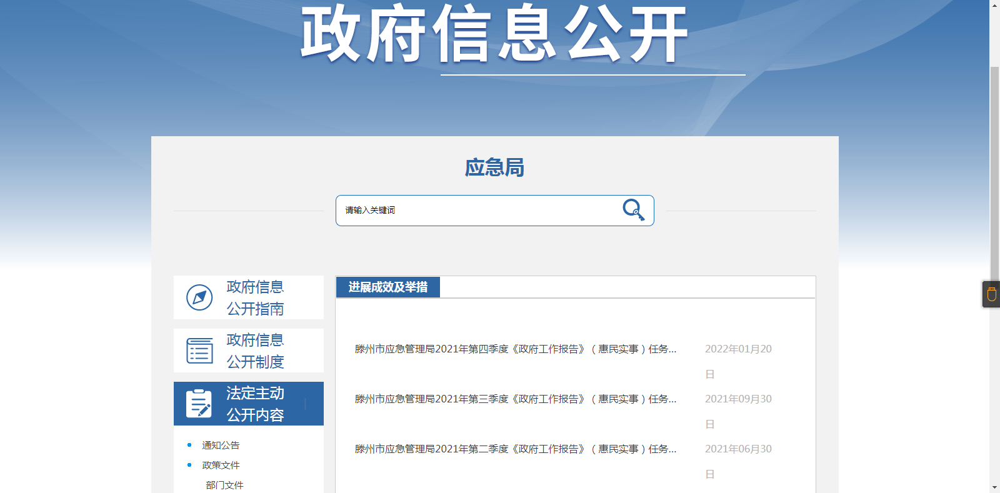 政府信息公开
应急局
请输入关键词
政府信息
公开指南
政府信息
公开制度
法定主动
公开内容
通知公告
政策文件
部门文件
进展成效及举措
滕州市应急管理局2021年第四季度《政府工作报告》（惠民实事）任务... 2022年01月20
日
滕州市应急管理局2021年第三季度《政府工作报告》（惠民实事）任务... 2021年09月30
日
滕州市应急管理局2021年第二季度《政府工作报告》（惠民实事）任务... 2021年06月30
日